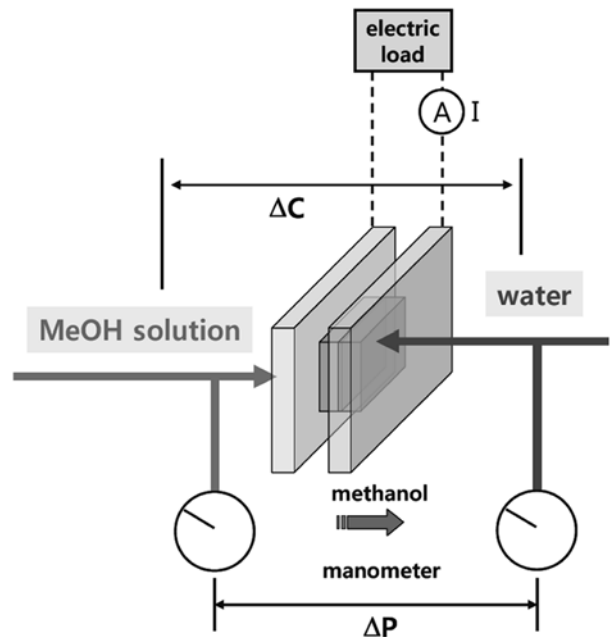 electric
load
A
I
ΔC
MeOH solution
water
methanol
manometer
ΔP